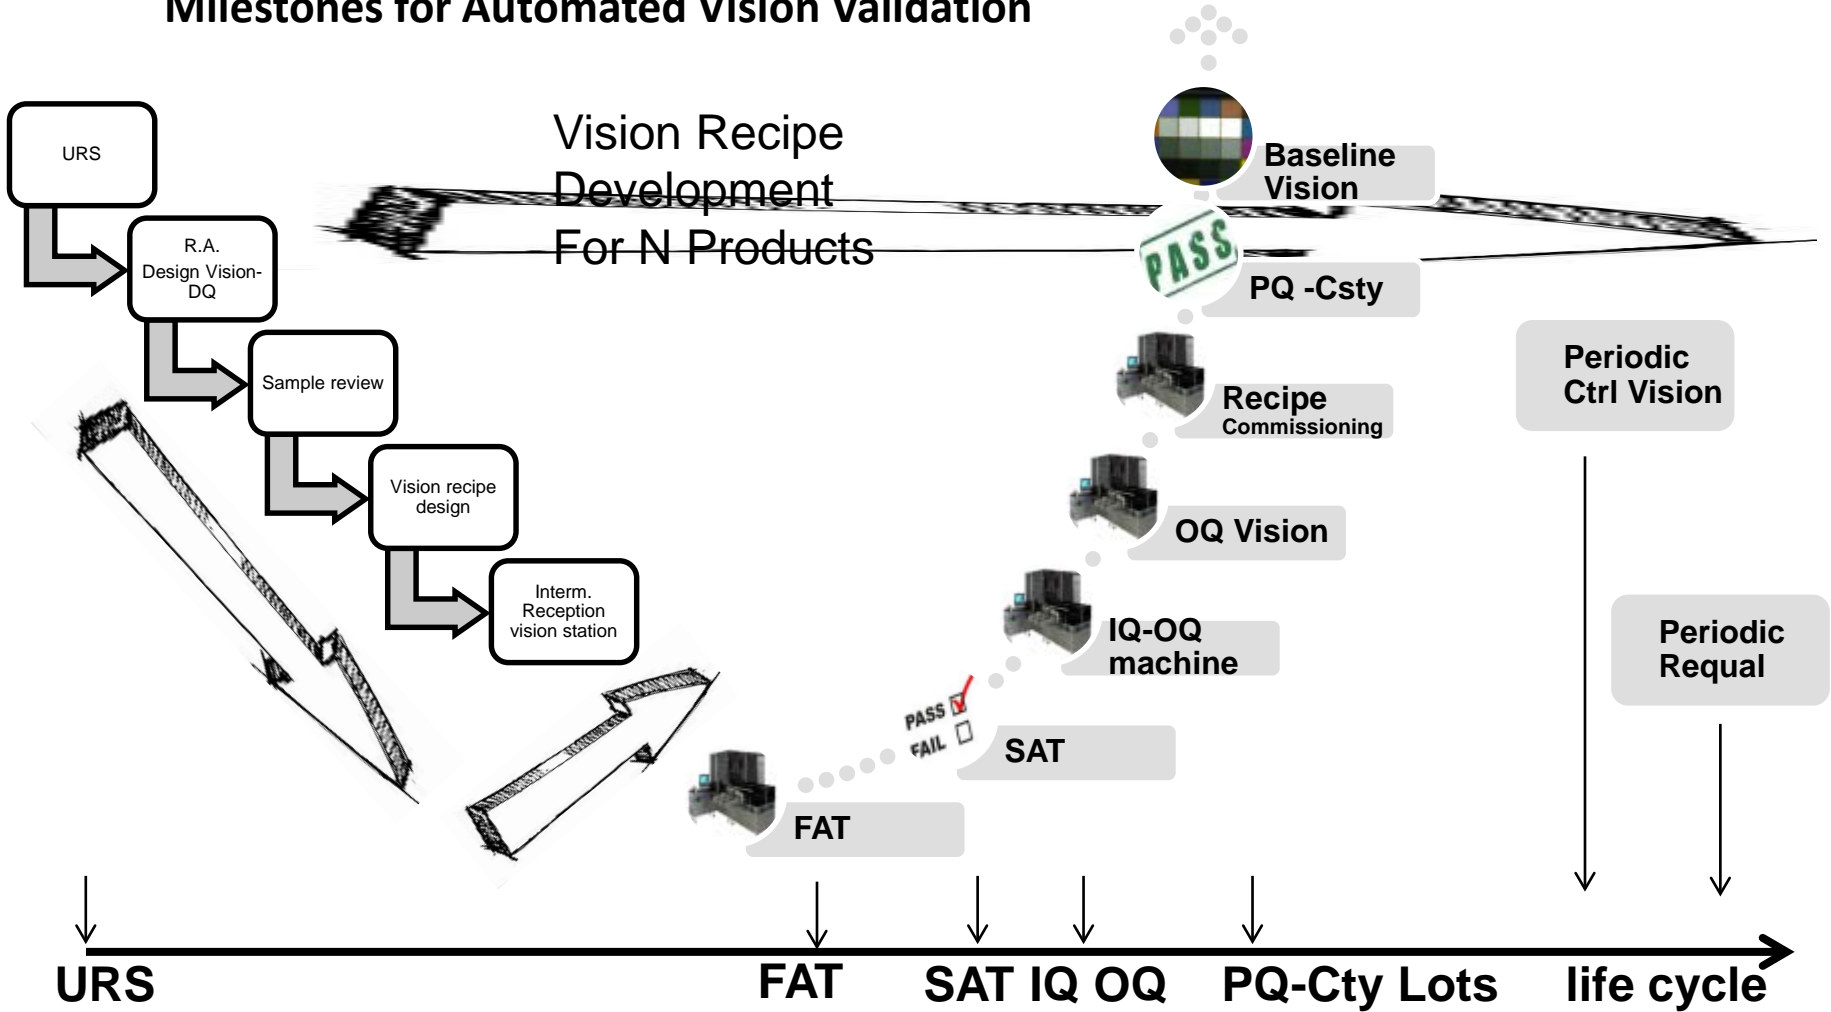 Milestones for Automated Vision Validation
URS
R.A.
Design Vision-
DQ
Sample review
Vision recipe
design
Interm.
Reception
vision station
Vision Recipe
Development
For N Products
Baseline
Vision
PASS
PQ -Csty
Recipe
Commissioning
OQ Vision
IQ-OQ
machine
PASS
FAIL
SAT
FAT
Periodic
Ctrl Vision
Periodic
Requal
URS
FAT
SAT IQ OQ
PQ-Cty Lots
life cycle